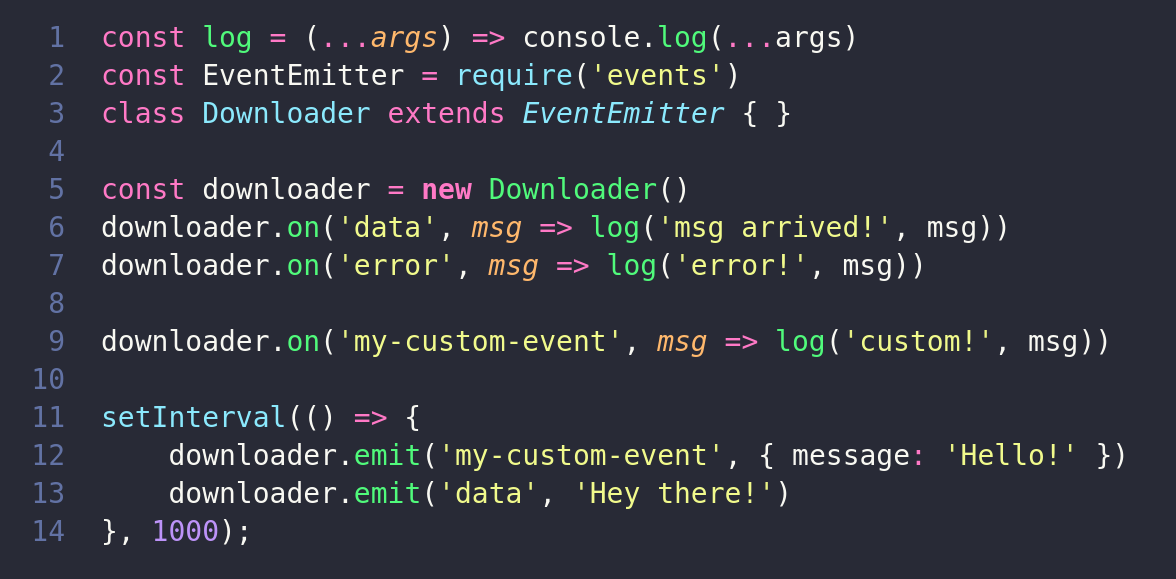 1 const log = (...args) => console.log(...args)
2 const EventEmitter = require('events')
3 class Downloader extends EventEmitter { }
4
5 const downloader = new Downloader()
6 downloader.on('data', msg => log('msg arrived!', msg))
7 downloader.on('error', msg => log('error!', msg))
8
9 downloader.on('my-custom-event', msg => log('custom!', msg))
10
11 setInterval(() => {
12     downloader.emit('my-custom-event', { message: 'Hello!' })
13     downloader.emit('data', 'Hey there!')
14 }, 1000);